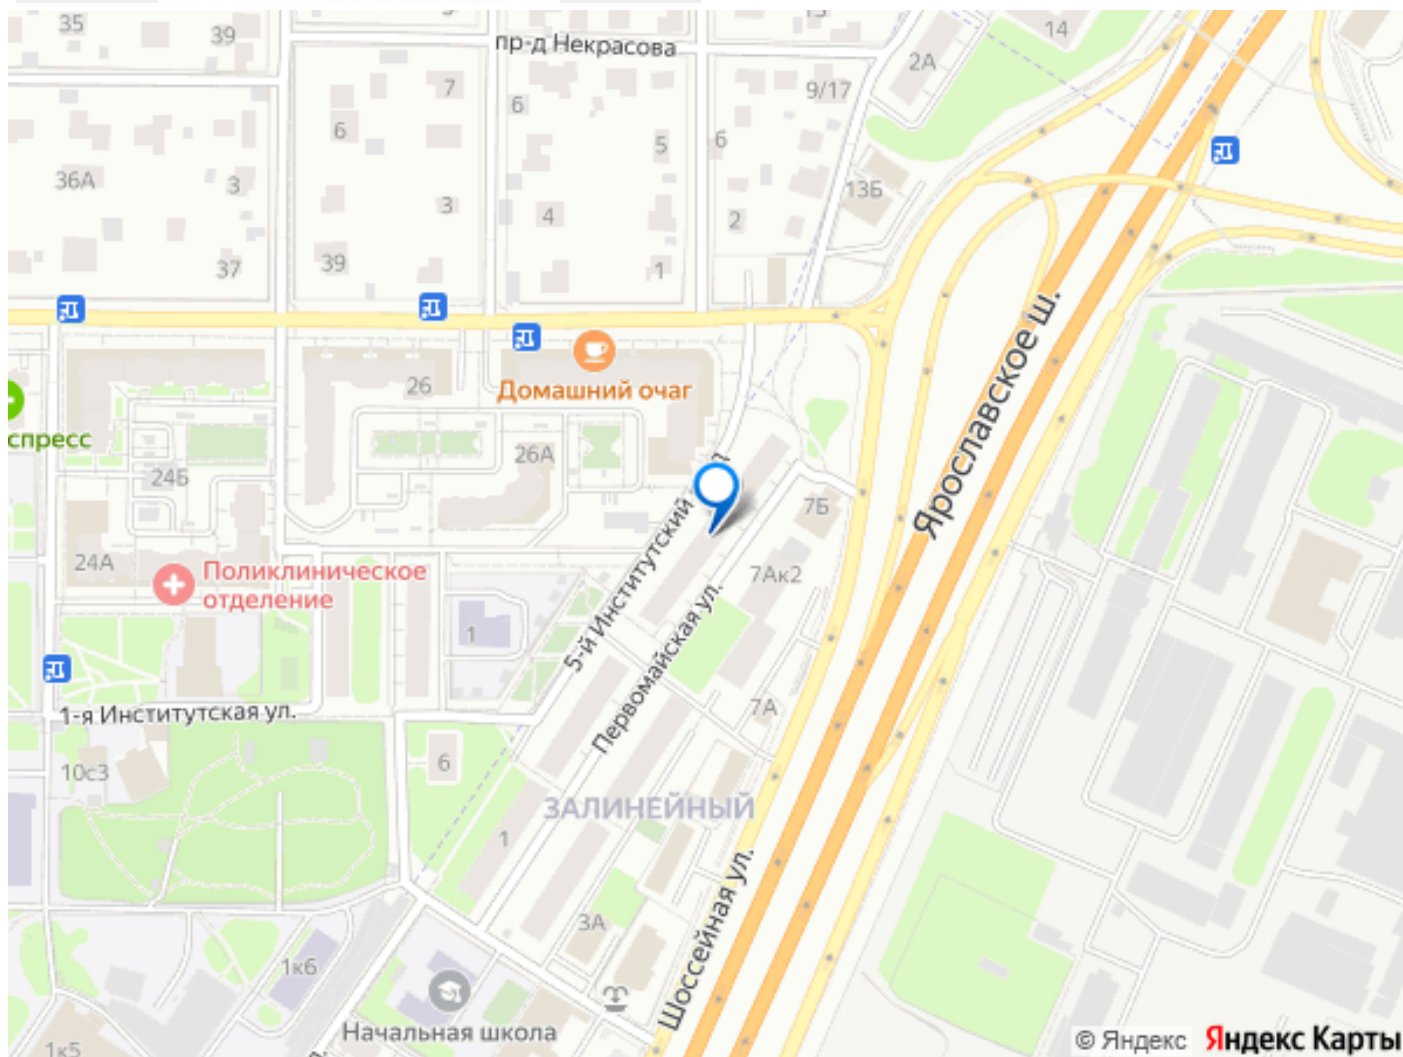 35
39
пр-д Некрасова
14
2А
7
6
9/17
6
5
6
36А
3
3
4
2
13Б
37
39
1
26
Домашний очаг
спресс
24Б
26А
7Б
Ярославское ш.
24А
Поликлиническое
отделение
7Ак2
5-й Институтский
1
Первомайская ул.
1-я Институтская ул.
7А
10с3
6
ЗАЛИНЕЙНЫЙ
1
Шоссейная ул.
3А
1к6
Начальная школа
1к5
© Яндекс Яндекс Карты